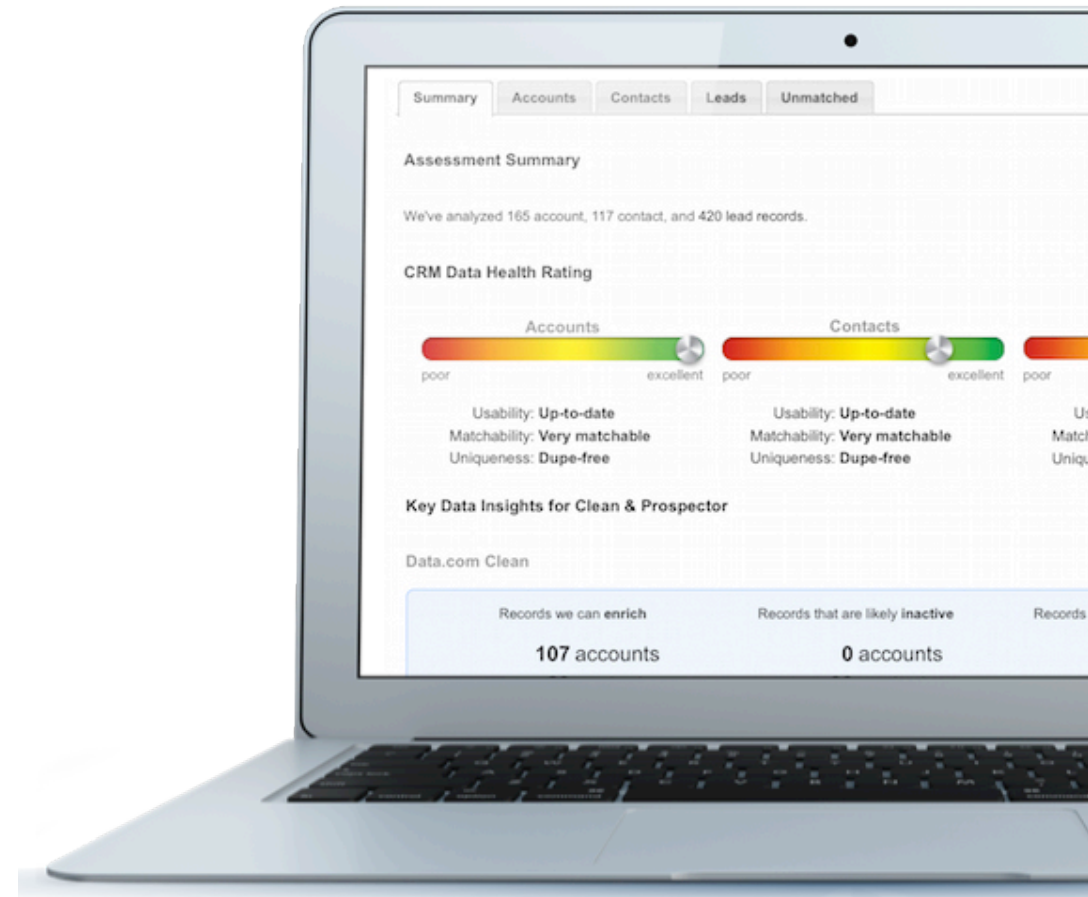 Summary Accounts Contacts Leads Unmatched
Assessment Summary
We've analyzed 165 account, 117 contact, and 420 lead records.
CRM Data Health Rating
Accounts Contacts
poor excellent poor excellent poor
Usability: Up-to-date Usability: Up-to-date Us
Matchability: Very matchable Matchability: Very matchable Match
Uniqueness: Dupe-free Uniqueness: Dupe-free Uniqu
Key Data Insights for Clean & Prospector
Data.com Clean
Records we can enrich Records that are likely inactive Records
107 accounts 0 accounts